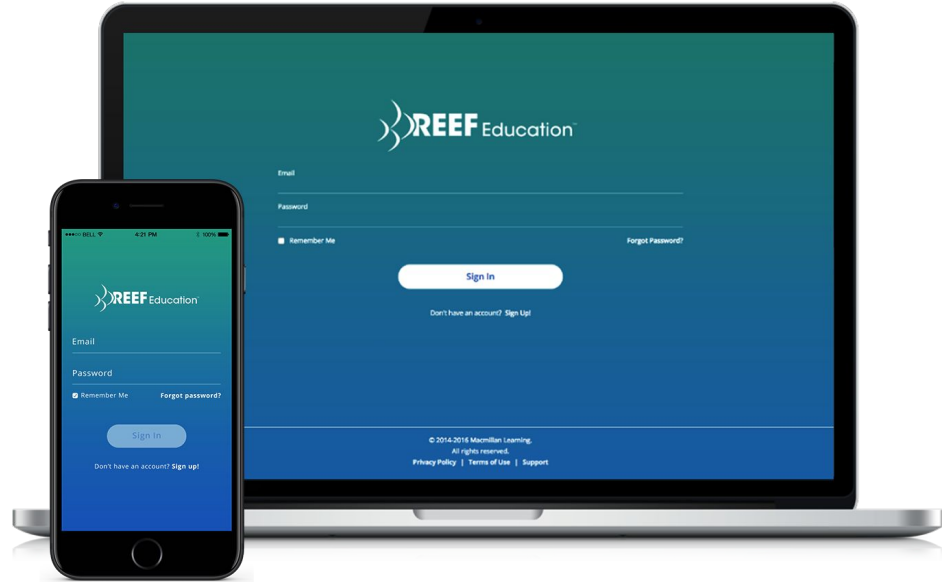 REEF Education™
Email
Password
Remember Me
Forgot Password?
Sign In
Don't have an account? Sign Up!
© 2014-2016 Macmillan Learning.
All rights reserved.
Privacy Policy | Terms of Use | Support
BELL 4:21 PM 100%
REEF Education™
Email
Password
Remember Me
Forgot password?
Sign In
Don't have an account? Sign up!